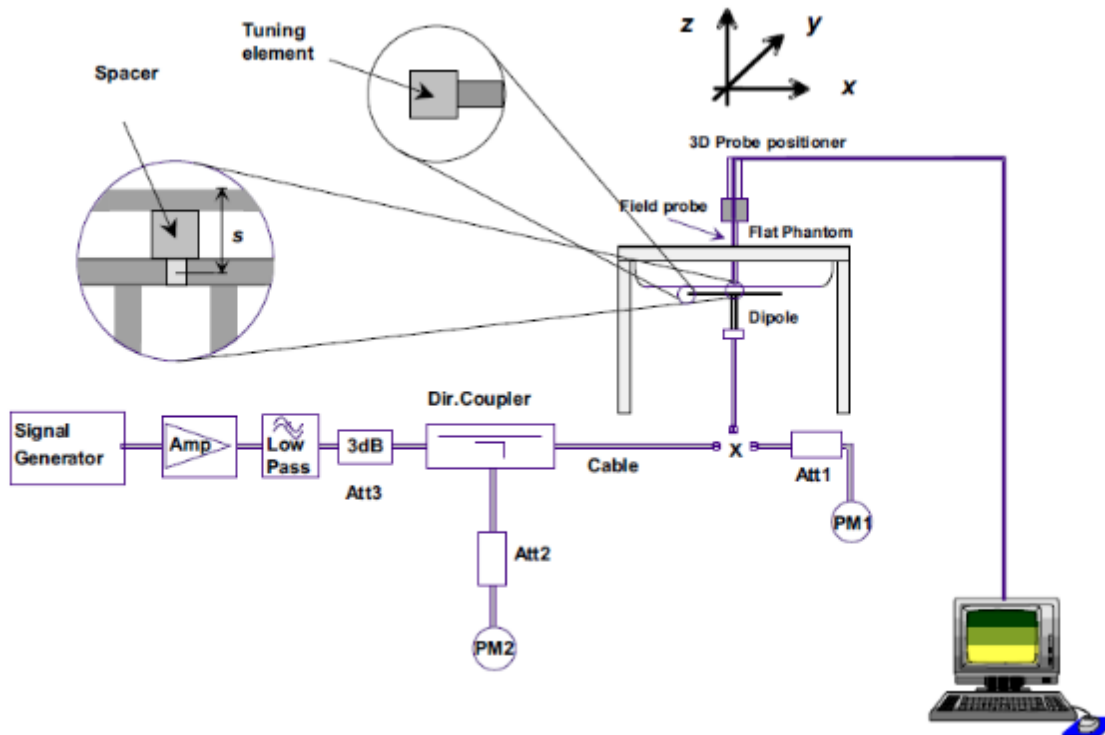 Tuning
element
Spacer
s
z
y
x
3D Probe positioner
Field probe
Flat Phantom
Dipole
Dir.Coupler
Signal
Generator
Amp
Low
Pass
3dB
Att3
Cable
X
Att1
PM1
Att2
PM2